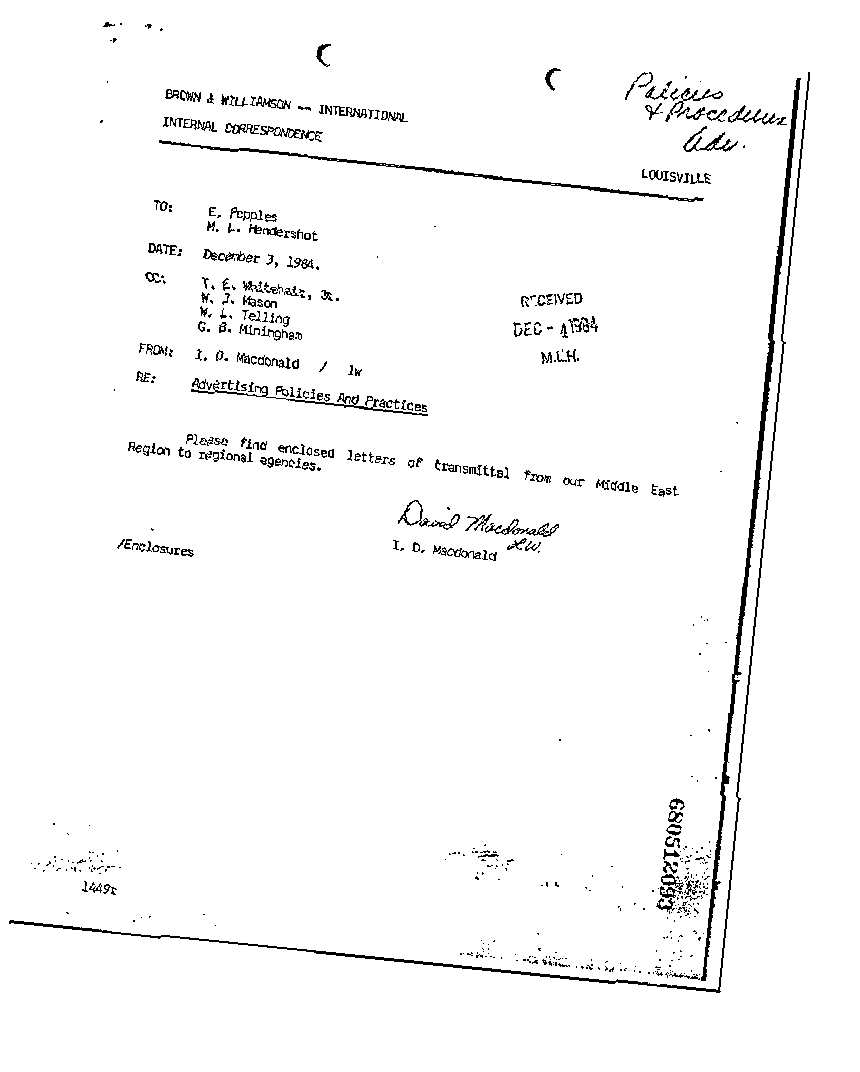 Policies
& Procedures
Adv.
BROWN & WILLIAMSON -- INTERNATIONAL
INTERNAL CORRESPONDENCE
LOUISVILLE
TO: E. Pepples
M. L. Hendershot
DATE: December 3, 1984.
CC: T. E. Whitehair, Jr.
W. J. Mason
W. L. Telling
G. B. Miningham
RECEIVED
DEC - 4 1984
M.L.H.
FROM: I. D. Macdonald / lw
RE: Advertising Policies And Practices
Please find enclosed letters of transmittal from our Middle East
Region to regional agencies.
David Macdonald
L.W.
I. D. Macdonald
/Enclosures
680512093
1449r